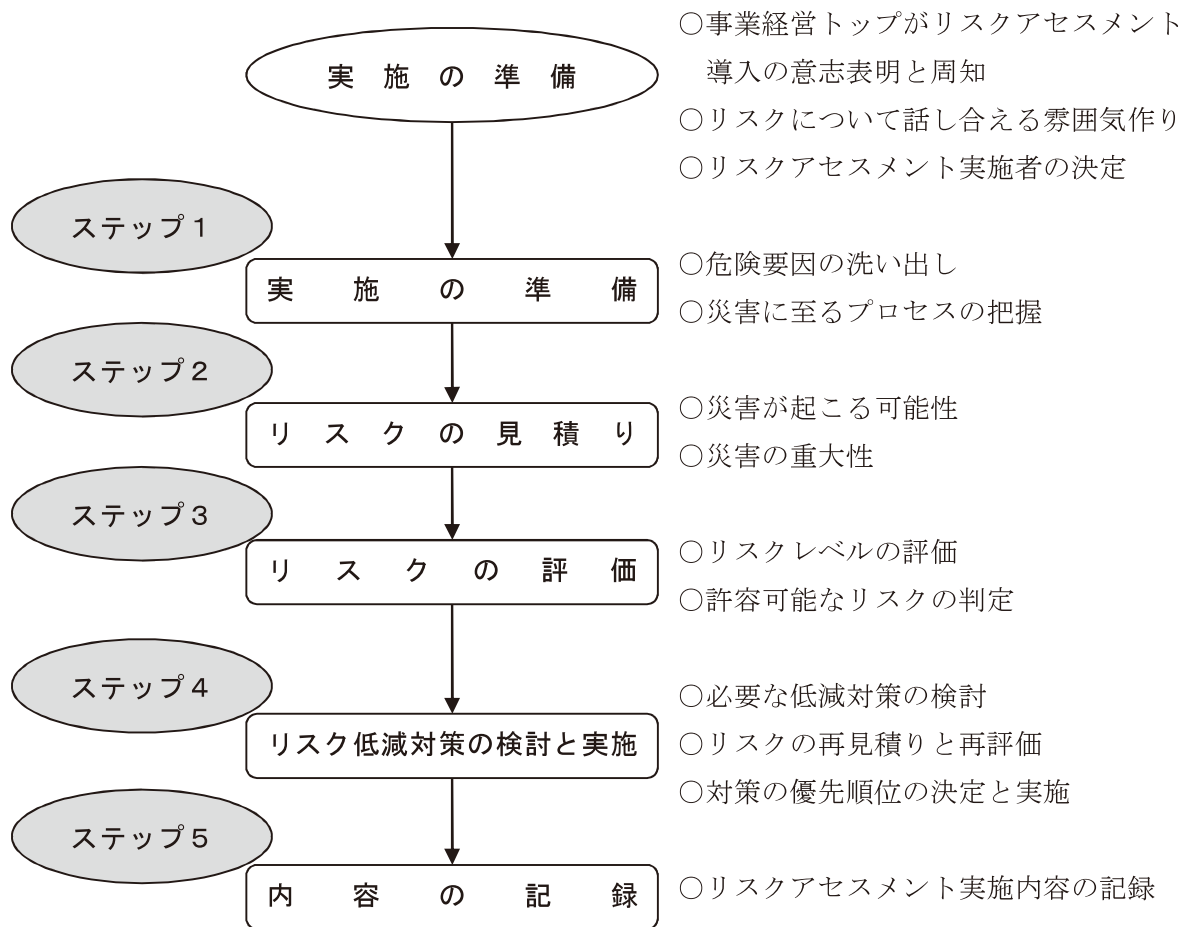 実施の準備
○事業経営トップがリスクアセスメント
導入の意志表明と周知
○リスクについて話し合える雰囲気作り
○リスクアセスメント実施者の決定
ステップ１
実施の準備
○危険要因の洗い出し
○災害に至るプロセスの把握
ステップ２
リスクの見積り
○災害が起こる可能性
○災害の重大性
ステップ３
リスクの評価
○リスクレベルの評価
○許容可能なリスクの判定
ステップ４
リスク低減対策の検討と実施
○必要な低減対策の検討
○リスクの再見積りと再評価
○対策の優先順位の決定と実施
ステップ５
内容の記録
○リスクアセスメント実施内容の記録